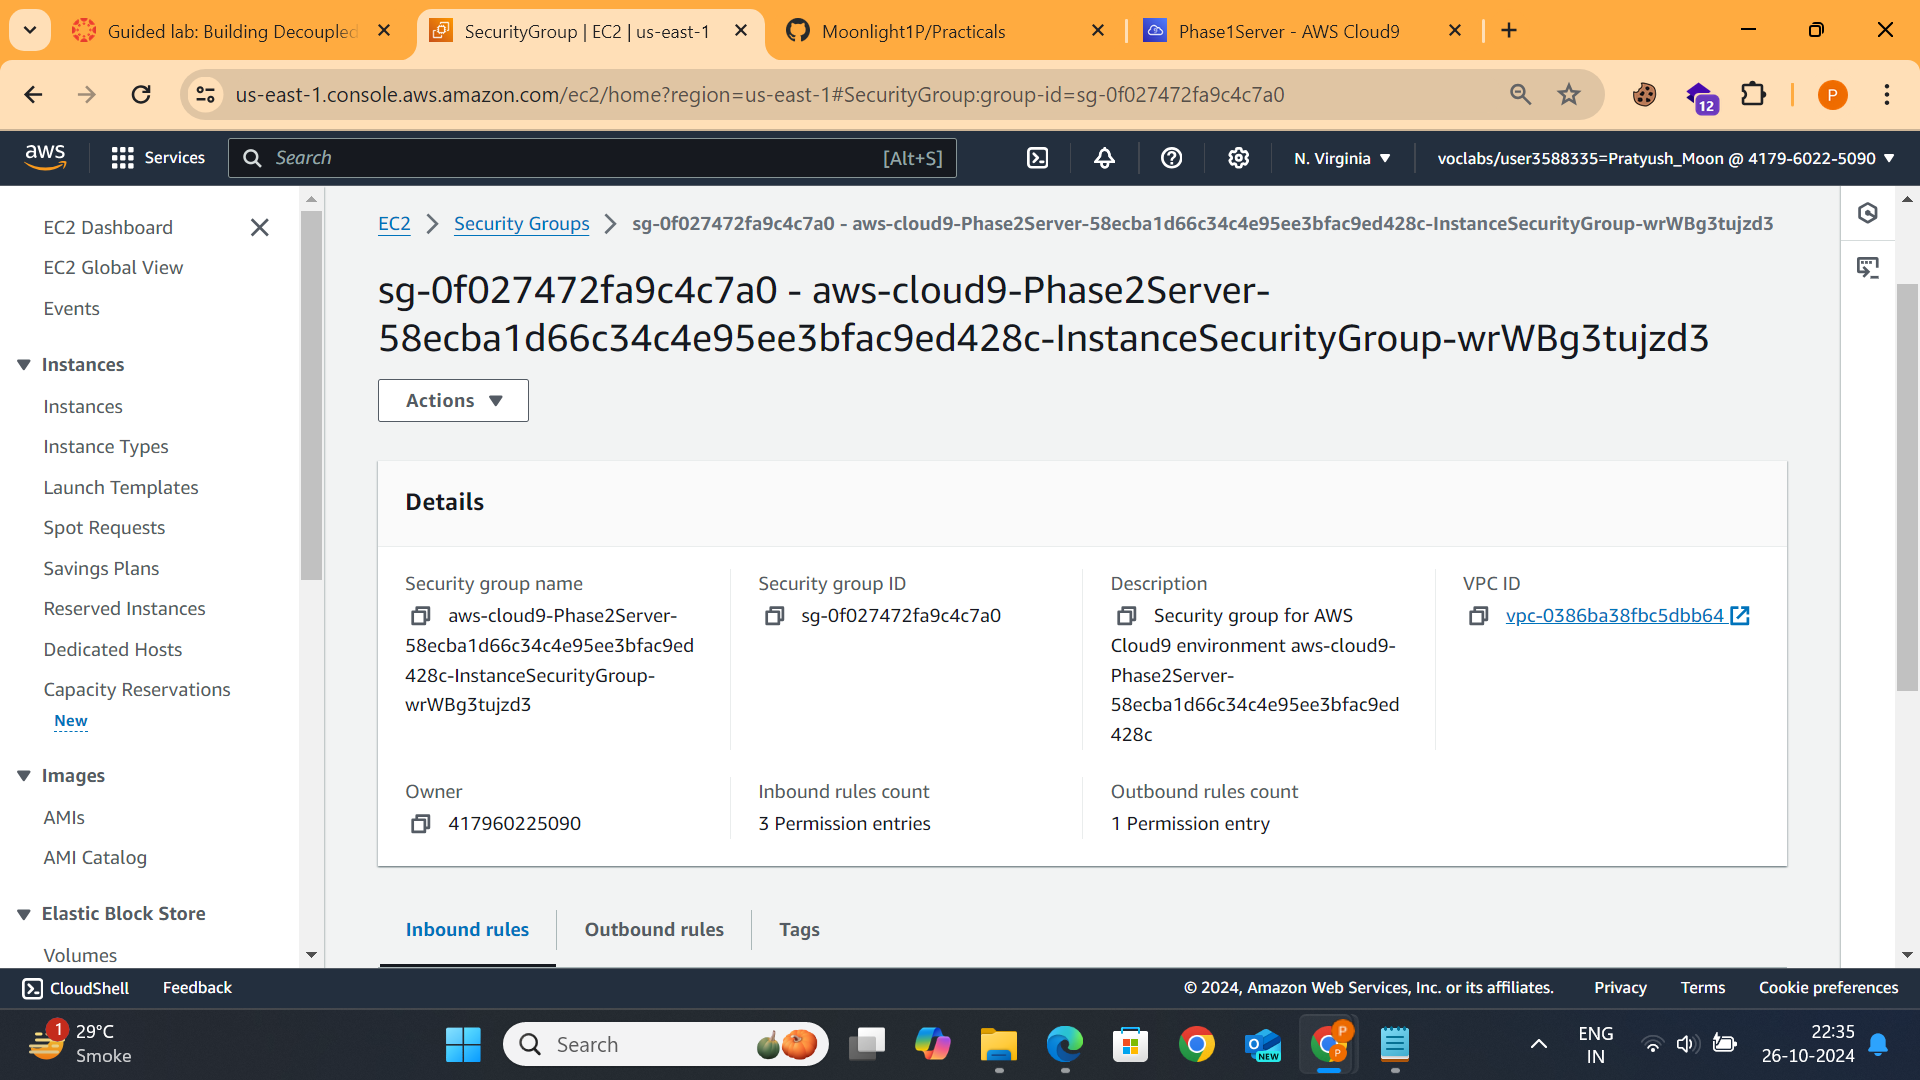 Guided lab: Building Decoupled
SecurityGroup | EC2 | us-east-1
Moonlight1P/Practicals
Phase1Server - AWS Cloud9
us-east-1.console.aws.amazon.com/ec2/home?region=us-east-1#SecurityGroup:group-id=sg-0f027472fa9c4c7a0
12
P
aws
Services
Search
[Alt+S]
N. Virginia
voclabs/user3588335=Pratyush_Moon @ 4179-6022-5090
EC2 Dashboard
EC2 Global View
Events
Instances
Instances
Instance Types
Launch Templates
Spot Requests
Savings Plans
Reserved Instances
Dedicated Hosts
Capacity Reservations
New
Images
AMIs
AMI Catalog
Elastic Block Store
Volumes
EC2
Security Groups
sg-0f027472fa9c4c7a0 - aws-cloud9-Phase2Server-58ecba1d66c34c4e95ee3bfac9ed428c-InstanceSecurityGroup-wrWBg3tujzd3
sg-0f027472fa9c4c7a0 - aws-cloud9-Phase2Server-
58ecba1d66c34c4e95ee3bfac9ed428c-InstanceSecurityGroup-wrWBg3tujzd3
Actions
Details
Security group name
aws-cloud9-Phase2Server-
58ecba1d66c34c4e95ee3bfac9ed
428c-InstanceSecurityGroup-
wrWBg3tujzd3
Security group ID
sg-0f027472fa9c4c7a0
Description
Security group for AWS
Cloud9 environment aws-cloud9-
Phase2Server-
58ecba1d66c34c4e95ee3bfac9ed
428c
VPC ID
vpc-0386ba38fbc5dbb64
Owner
417960225090
Inbound rules count
3 Permission entries
Outbound rules count
1 Permission entry
Inbound rules
Outbound rules
Tags
CloudShell
Feedback
© 2024, Amazon Web Services, Inc. or its affiliates.
Privacy
Terms
Cookie preferences
1
29°C
Smoke
Search
NEW
P
P
ENG
IN
22:35
26-10-2024